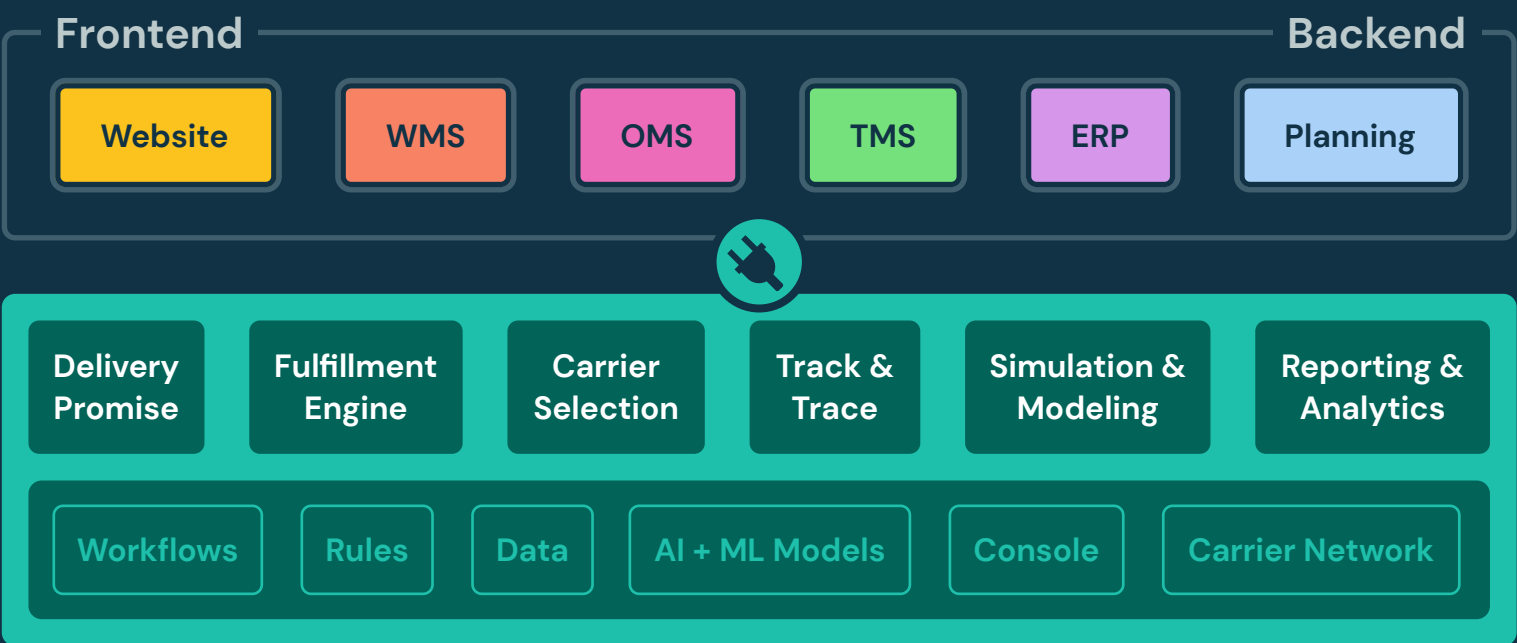 Frontend
Backend
Website
WMS
OMS
TMS
ERP
Planning
Delivery
Promise
Fulfillment
Engine
Carrier
Selection
Track &
Trace
Simulation &
Modeling
Reporting &
Analytics
Workflows
Rules
Data
AI + ML Models
Console
Carrier Network